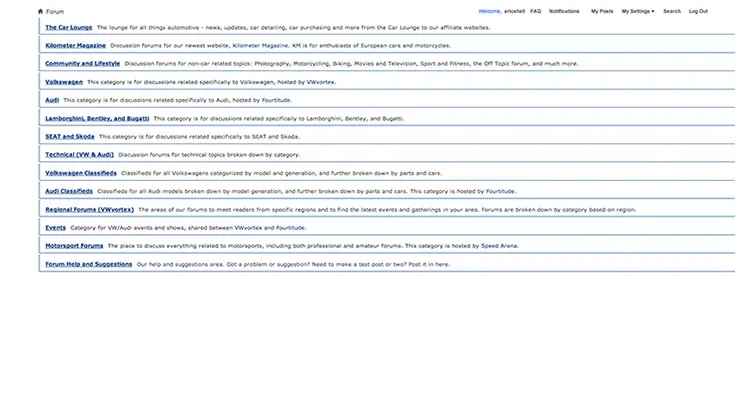 Forum Welcome, ericshell FAQ Notifications My Posts My Settings Search Log Out
The Car Lounge The lounge for all things automotive - news, updates, car detailing, car purchasing and more from the Car Lounge to our affiliate websites.
Kilometer Magazine Discussion forums for our newest website, Kilometer Magazine. KM is for enthusiasts of European cars and motorcycles.
Community and Lifestyle Discussion forums for non-car related topics: Photography, Motorcycling, Biking, Movies and Television, Sport and Fitness, the Off Topic forum, and much more.
Volkswagen This category is for discussions related specifically to Volkswagen, hosted by VWvortex.
Audi This category is for discussions related specifically to Audi, hosted by Fourtitude.
Lamborghini, Bentley, and Bugatti This category is for discussions related specifically to Lamborghini, Bentley, and Bugatti.
SEAT and Skoda This category is for discussions related specifically to SEAT and Skoda.
Technical (VW & Audi) Discussion forums for technical topics broken down by category.
Volkswagen Classifieds Classifieds for all Volkswagens categorized by model and generation, and further broken down by parts and cars.
Audi Classifieds Classifieds for all Audi models broken down by model generation, and further broken down by parts and cars. This category is hosted by Fourtitude.
Regional Forums (VWvortex) The areas of our forums to meet readers from specific regions and to find the latest events and gatherings in your area. Forums are broken down by category based on region.
Events Category for VW/Audi events and shows, shared between VWvortex and Fourtitude.
Motorsport Forums The place to discuss everything related to motorsports, including both professional and amateur forums. This category is hosted by Speed Arena.
Forum Help and Suggestions Our help and suggestions area. Got a problem or suggestion? Need to make a test post or two? Post it in here.